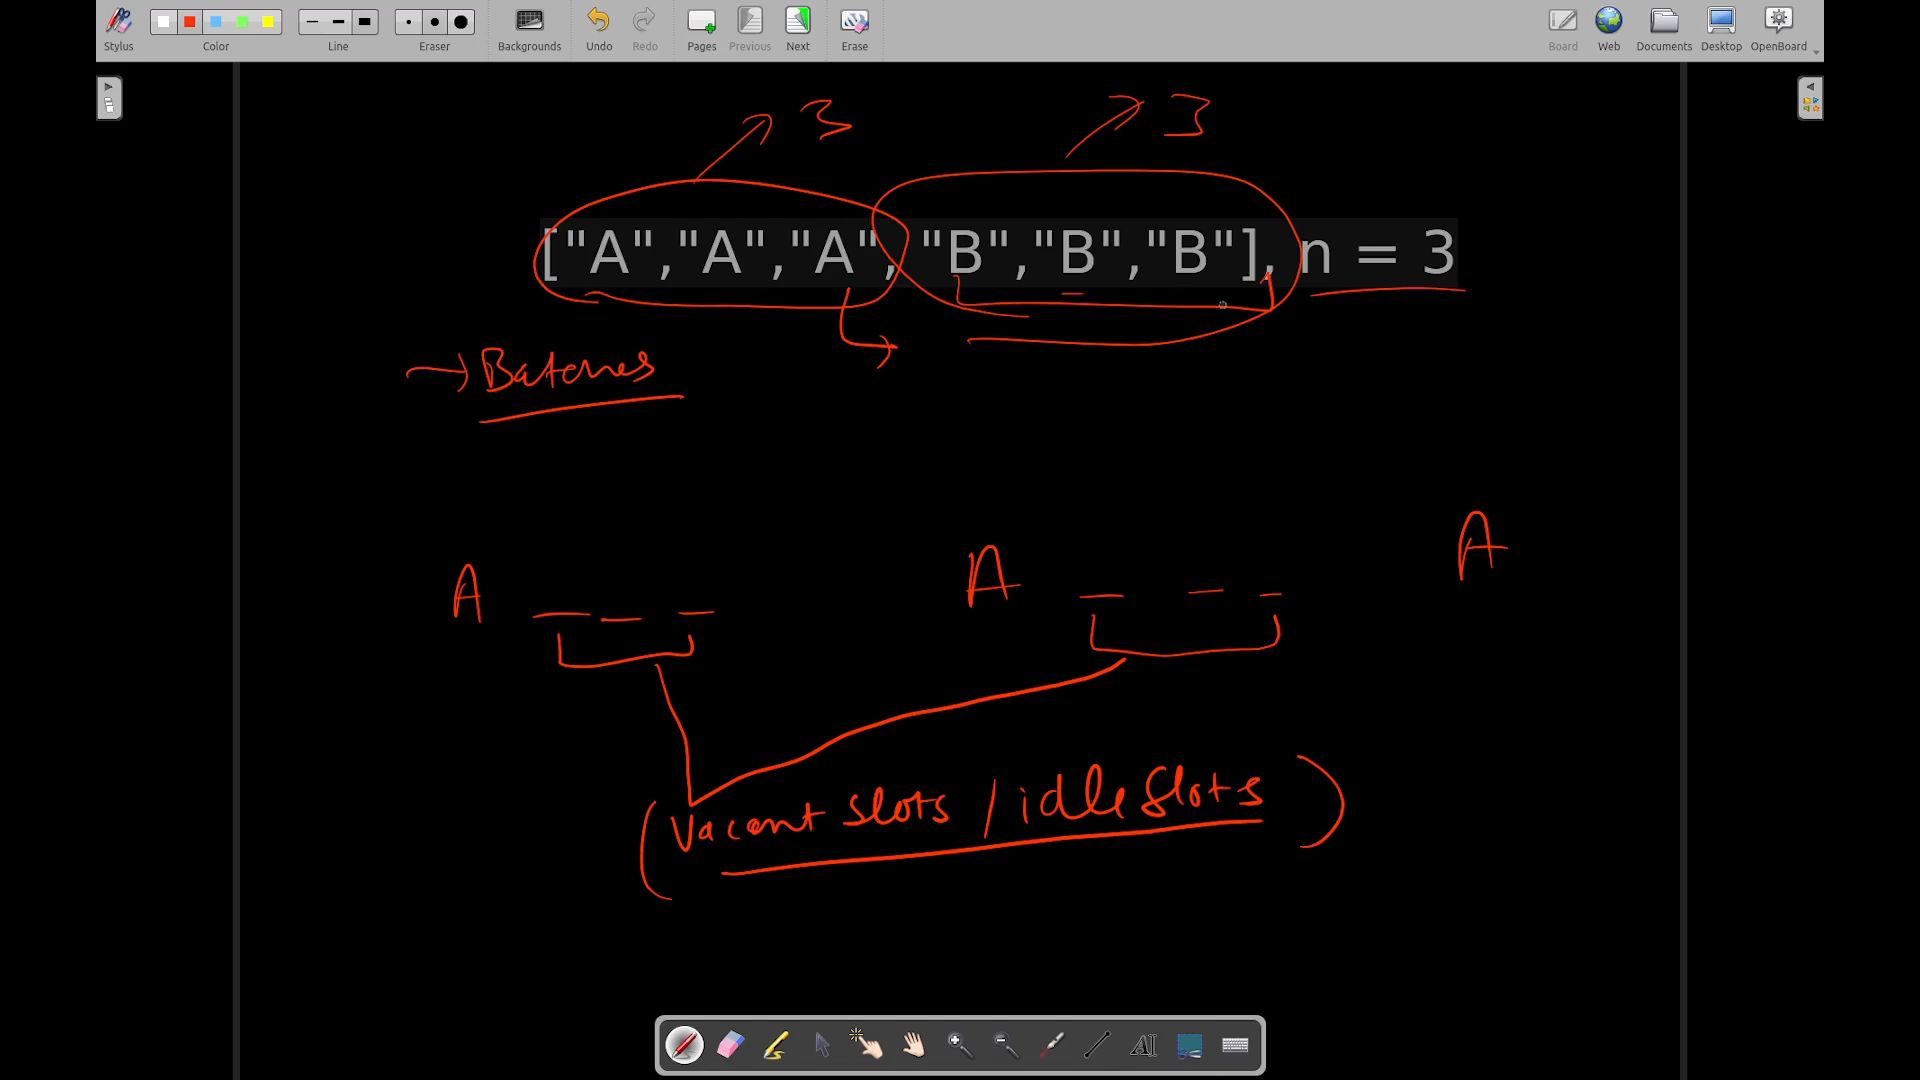 Stylus Color Line Eraser Backgrounds Undo Redo Pages Previous Next Erase Board Web Documents Desktop OpenBoard
3 3
["A","A","A", "B","B","B"], n = 3
Batches
A A A
(Vacant slots / idle slots)
AI